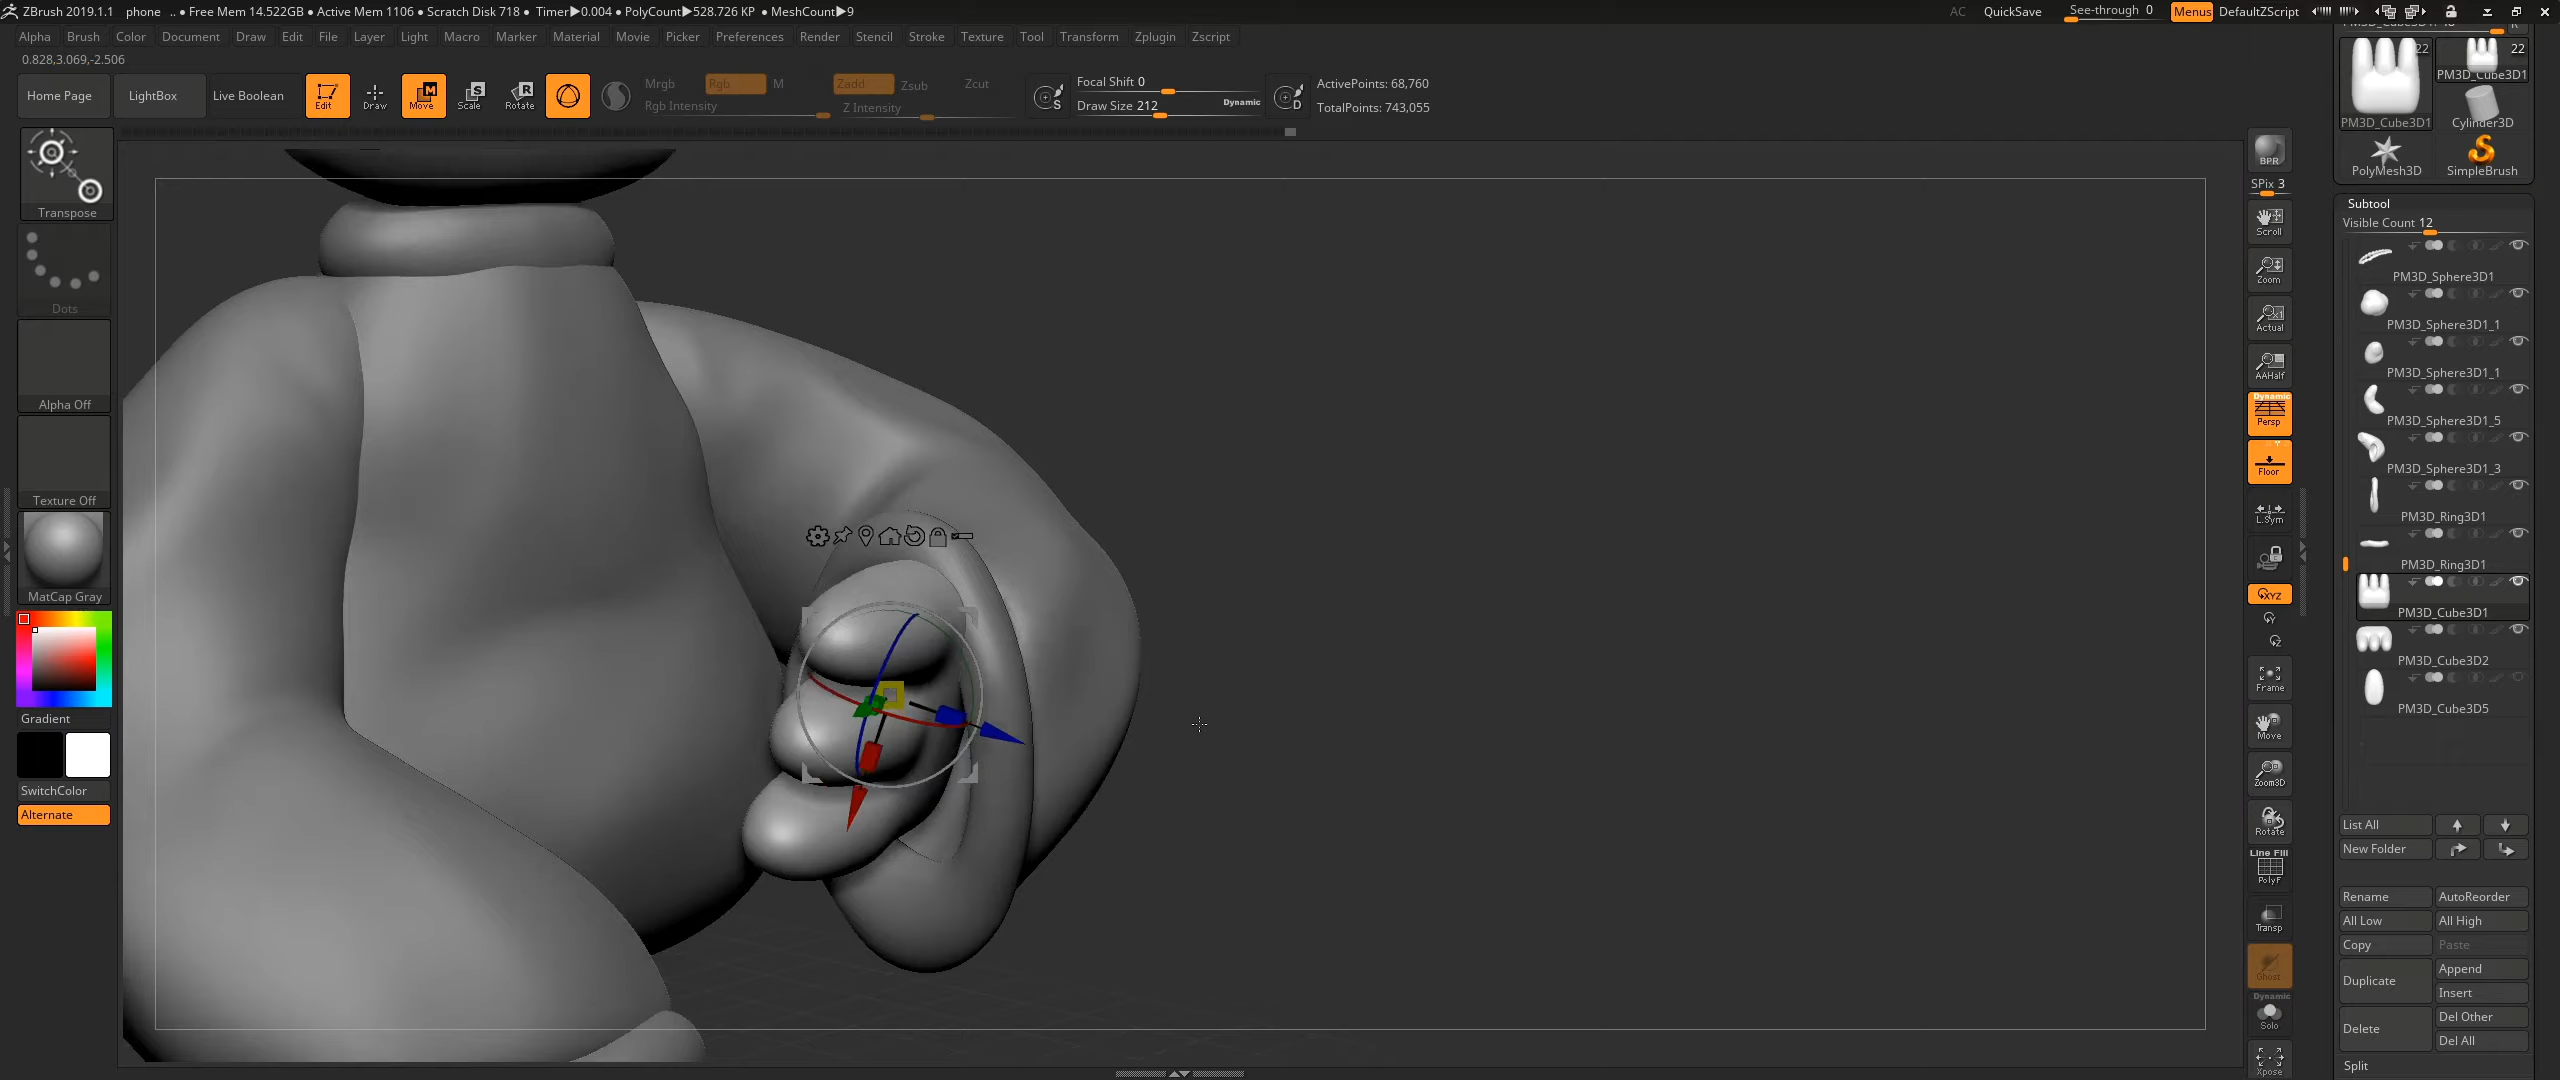 ZBrush 2019.1.1 phone .. ● Free Mem 14.522GB ● Active Mem 1106 ● Scratch Disk 718 ● Timer▶0.004 ● PolyCount▶528.726 KP ● MeshCount▶9 AC QuickSave See-through 0 Menus DefaultZScript
Alpha Brush Color Document Draw Edit File Layer Light Macro Marker Material Movie Picker Preferences Render Stencil Stroke Texture Tool Transform Zplugin Zscript
0.828,3.069,-2.506
Home Page LightBox Live Boolean Edit Draw Move Scale Rotate
Mrgb Rgb M Zadd Zsub Zcut
Rgb Intensity Z Intensity
Focal Shift 0
Draw Size 212 Dynamic
S D
ActivePoints: 68,760
TotalPoints: 743,055
Transpose
Dots
Alpha Off
Texture Off
MatCap Gray
Gradient
SwitchColor
Alternate
BPR
SPix 3
Scroll
Zoom
Actual
AAHalf
Dynamic
Persp
Floor
L.Sym
XYZ
Y
Z
Frame
Move
Zoom3D
Rotate
Line Fill
PolyF
Transp
Ghost
Dynamic
Solo
Xpose
22 22
PM3D_Cube3D1
PM3D_Cube3D1 Cylinder3D
PolyMesh3D SimpleBrush
Subtool
Visible Count 12
PM3D_Sphere3D1
PM3D_Sphere3D1_1
PM3D_Sphere3D1_1
PM3D_Sphere3D1_5
PM3D_Sphere3D1_3
PM3D_Ring3D1
PM3D_Ring3D1
PM3D_Cube3D1
PM3D_Cube3D2
PM3D_Cube3D5
List All
New Folder
Rename AutoReorder
All Low All High
Copy Paste
Duplicate Append
Insert
Delete Del Other
Del All
Split